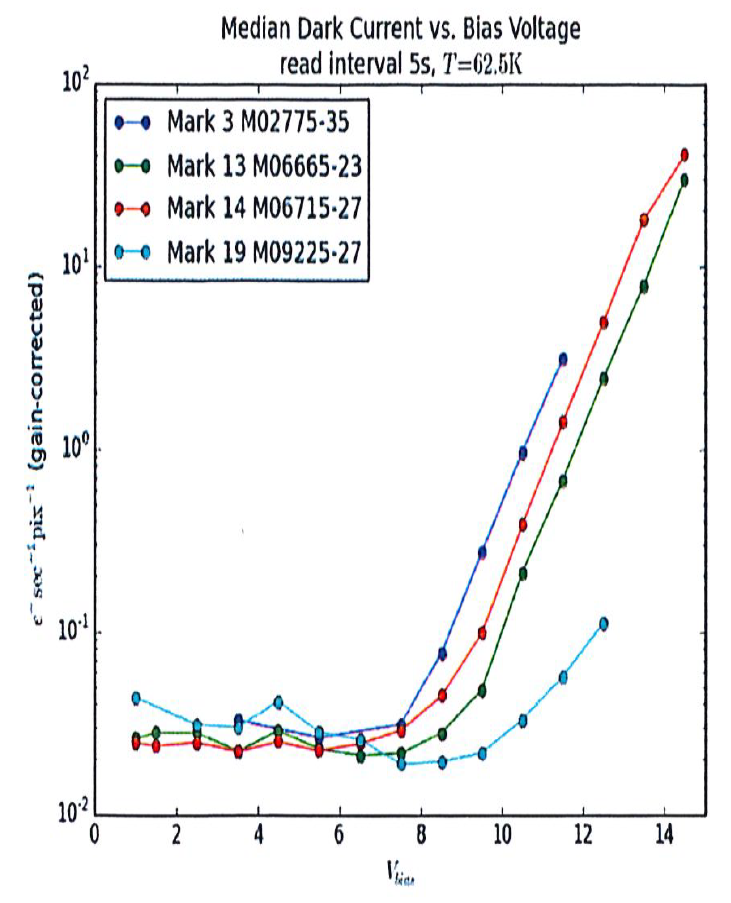 Median Dark Current vs. Bias Voltage
read interval 5s, T=62.5K
10²
Mark 3 M02775-35
Mark 13 M06665-23
Mark 14 M06715-27
Mark 19 M09225-27
10¹
10⁰
10⁻¹
10⁻²
e⁻ sec⁻¹ pix⁻¹ (gain-corrected)
0 2 4 6 8 10 12 14
V_bias